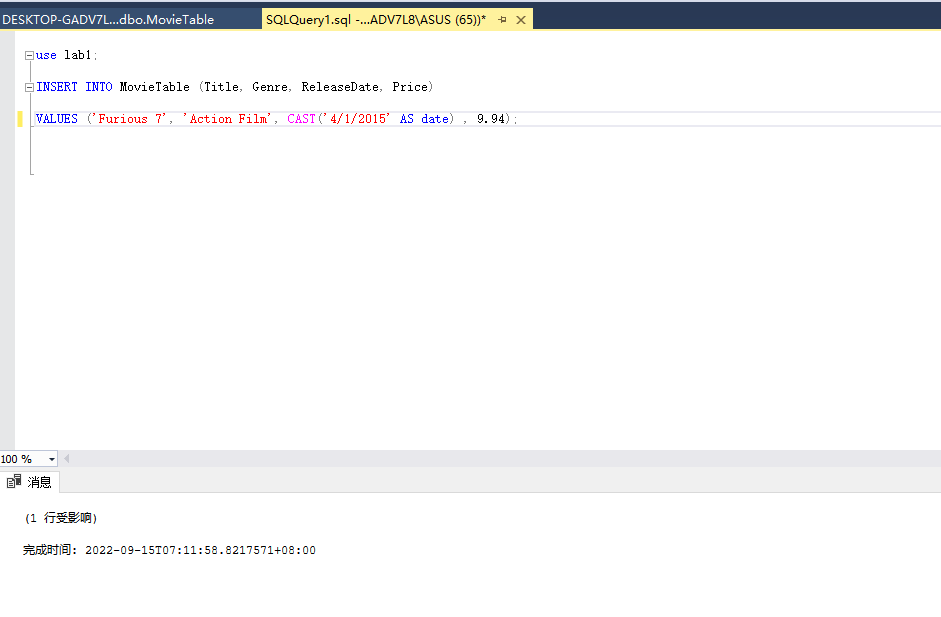 DESKTOP-GADV7L...dbo.MovieTable
SQLQuery1.sql -...ADV7L8\ASUS (65))*
use lab1;
INSERT INTO MovieTable (Title, Genre, ReleaseDate, Price)
VALUES ('Furious 7', 'Action Film', CAST('4/1/2015' AS date) , 9.94);
100 %
消息
(1 行受影响)
完成时间: 2022-09-15T07:11:58.8217571+08:00